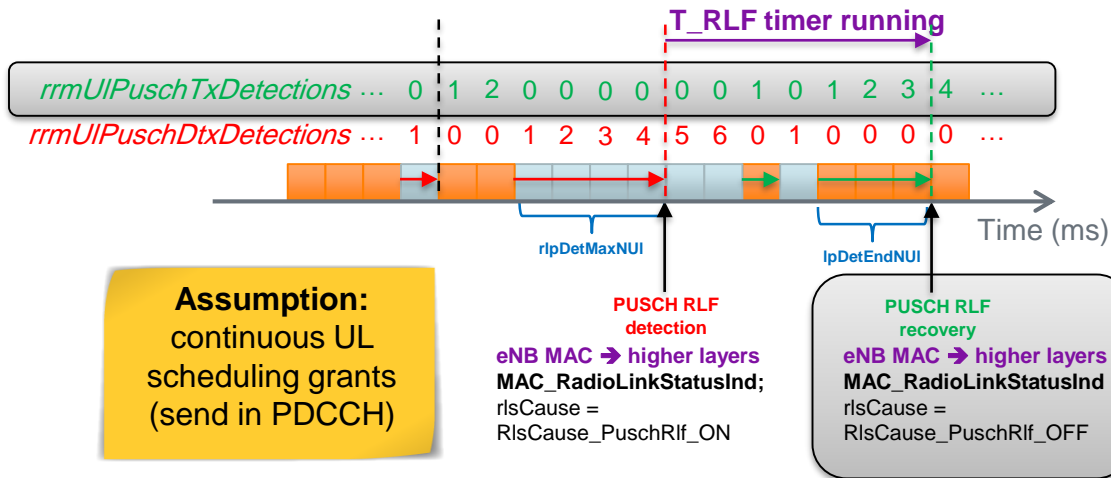 T_RLF timer running
rrmUlPuschTxDetections ... 0 1 2 0 0 0 0 0 0 1 0 1 2 3 4 ...
rrmUlPuschDtxDetections ... 1 0 0 1 2 3 4 5 6 0 1 0 0 0 0 ...
Time (ms)
rlpDetMaxNUl
lpDetEndNUl
Assumption:
continuous UL
scheduling grants
(send in PDCCH)
PUSCH RLF
detection
eNB MAC ➔ higher layers
MAC_RadioLinkStatusInd;
rlsCause =
RlsCause_PuschRlf_ON
PUSCH RLF
recovery
eNB MAC ➔ higher layers
MAC_RadioLinkStatusInd
rlsCause =
RlsCause_PuschRlf_OFF